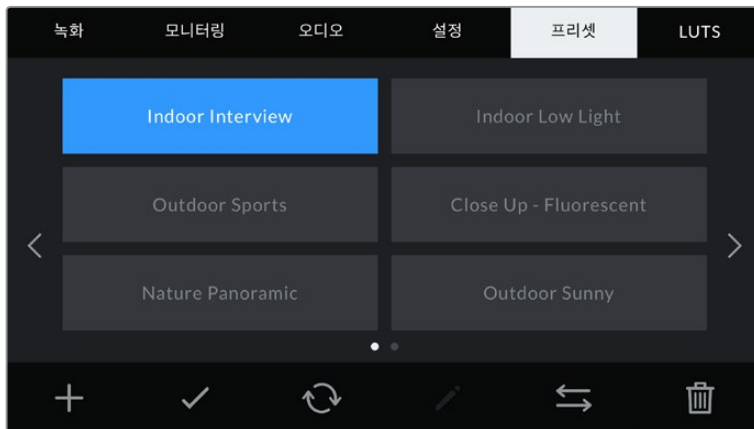 녹화 모니터링 오디오 설정 프리셋 LUTS
Indoor Interview Indoor Low Light
Outdoor Sports Close Up - Fluorescent
Nature Panoramic Outdoor Sunny